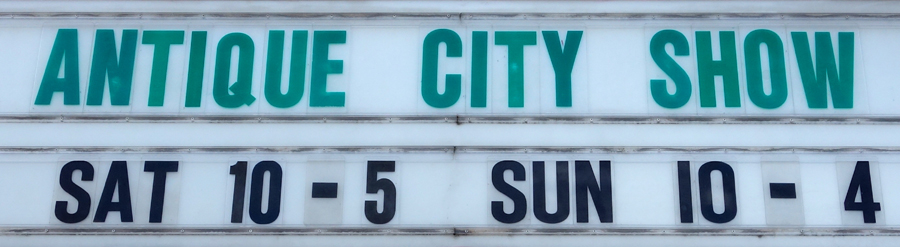 ANTIQUE CITY SHOW
SAT 10-5 SUN 10-4